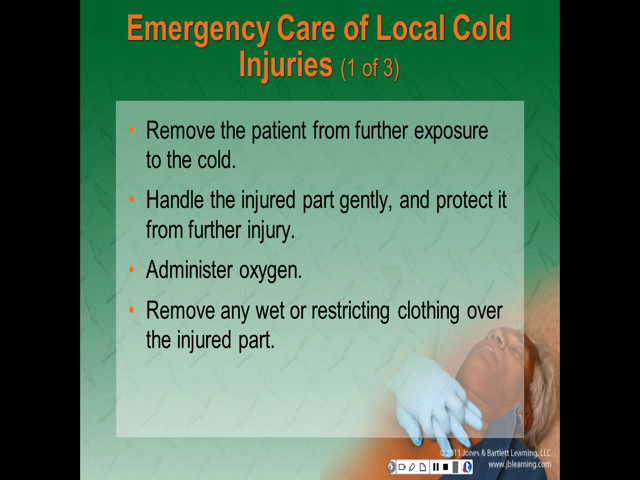 Emergency Care of Local Cold
Injuries (1 of 3)
• Remove the patient from further exposure
to the cold.
• Handle the injured part gently, and protect it
from further injury.
• Administer oxygen.
• Remove any wet or restricting clothing over
the injured part.
© 2011 Jones & Bartlett Learning, LLC
www.jblearning.com